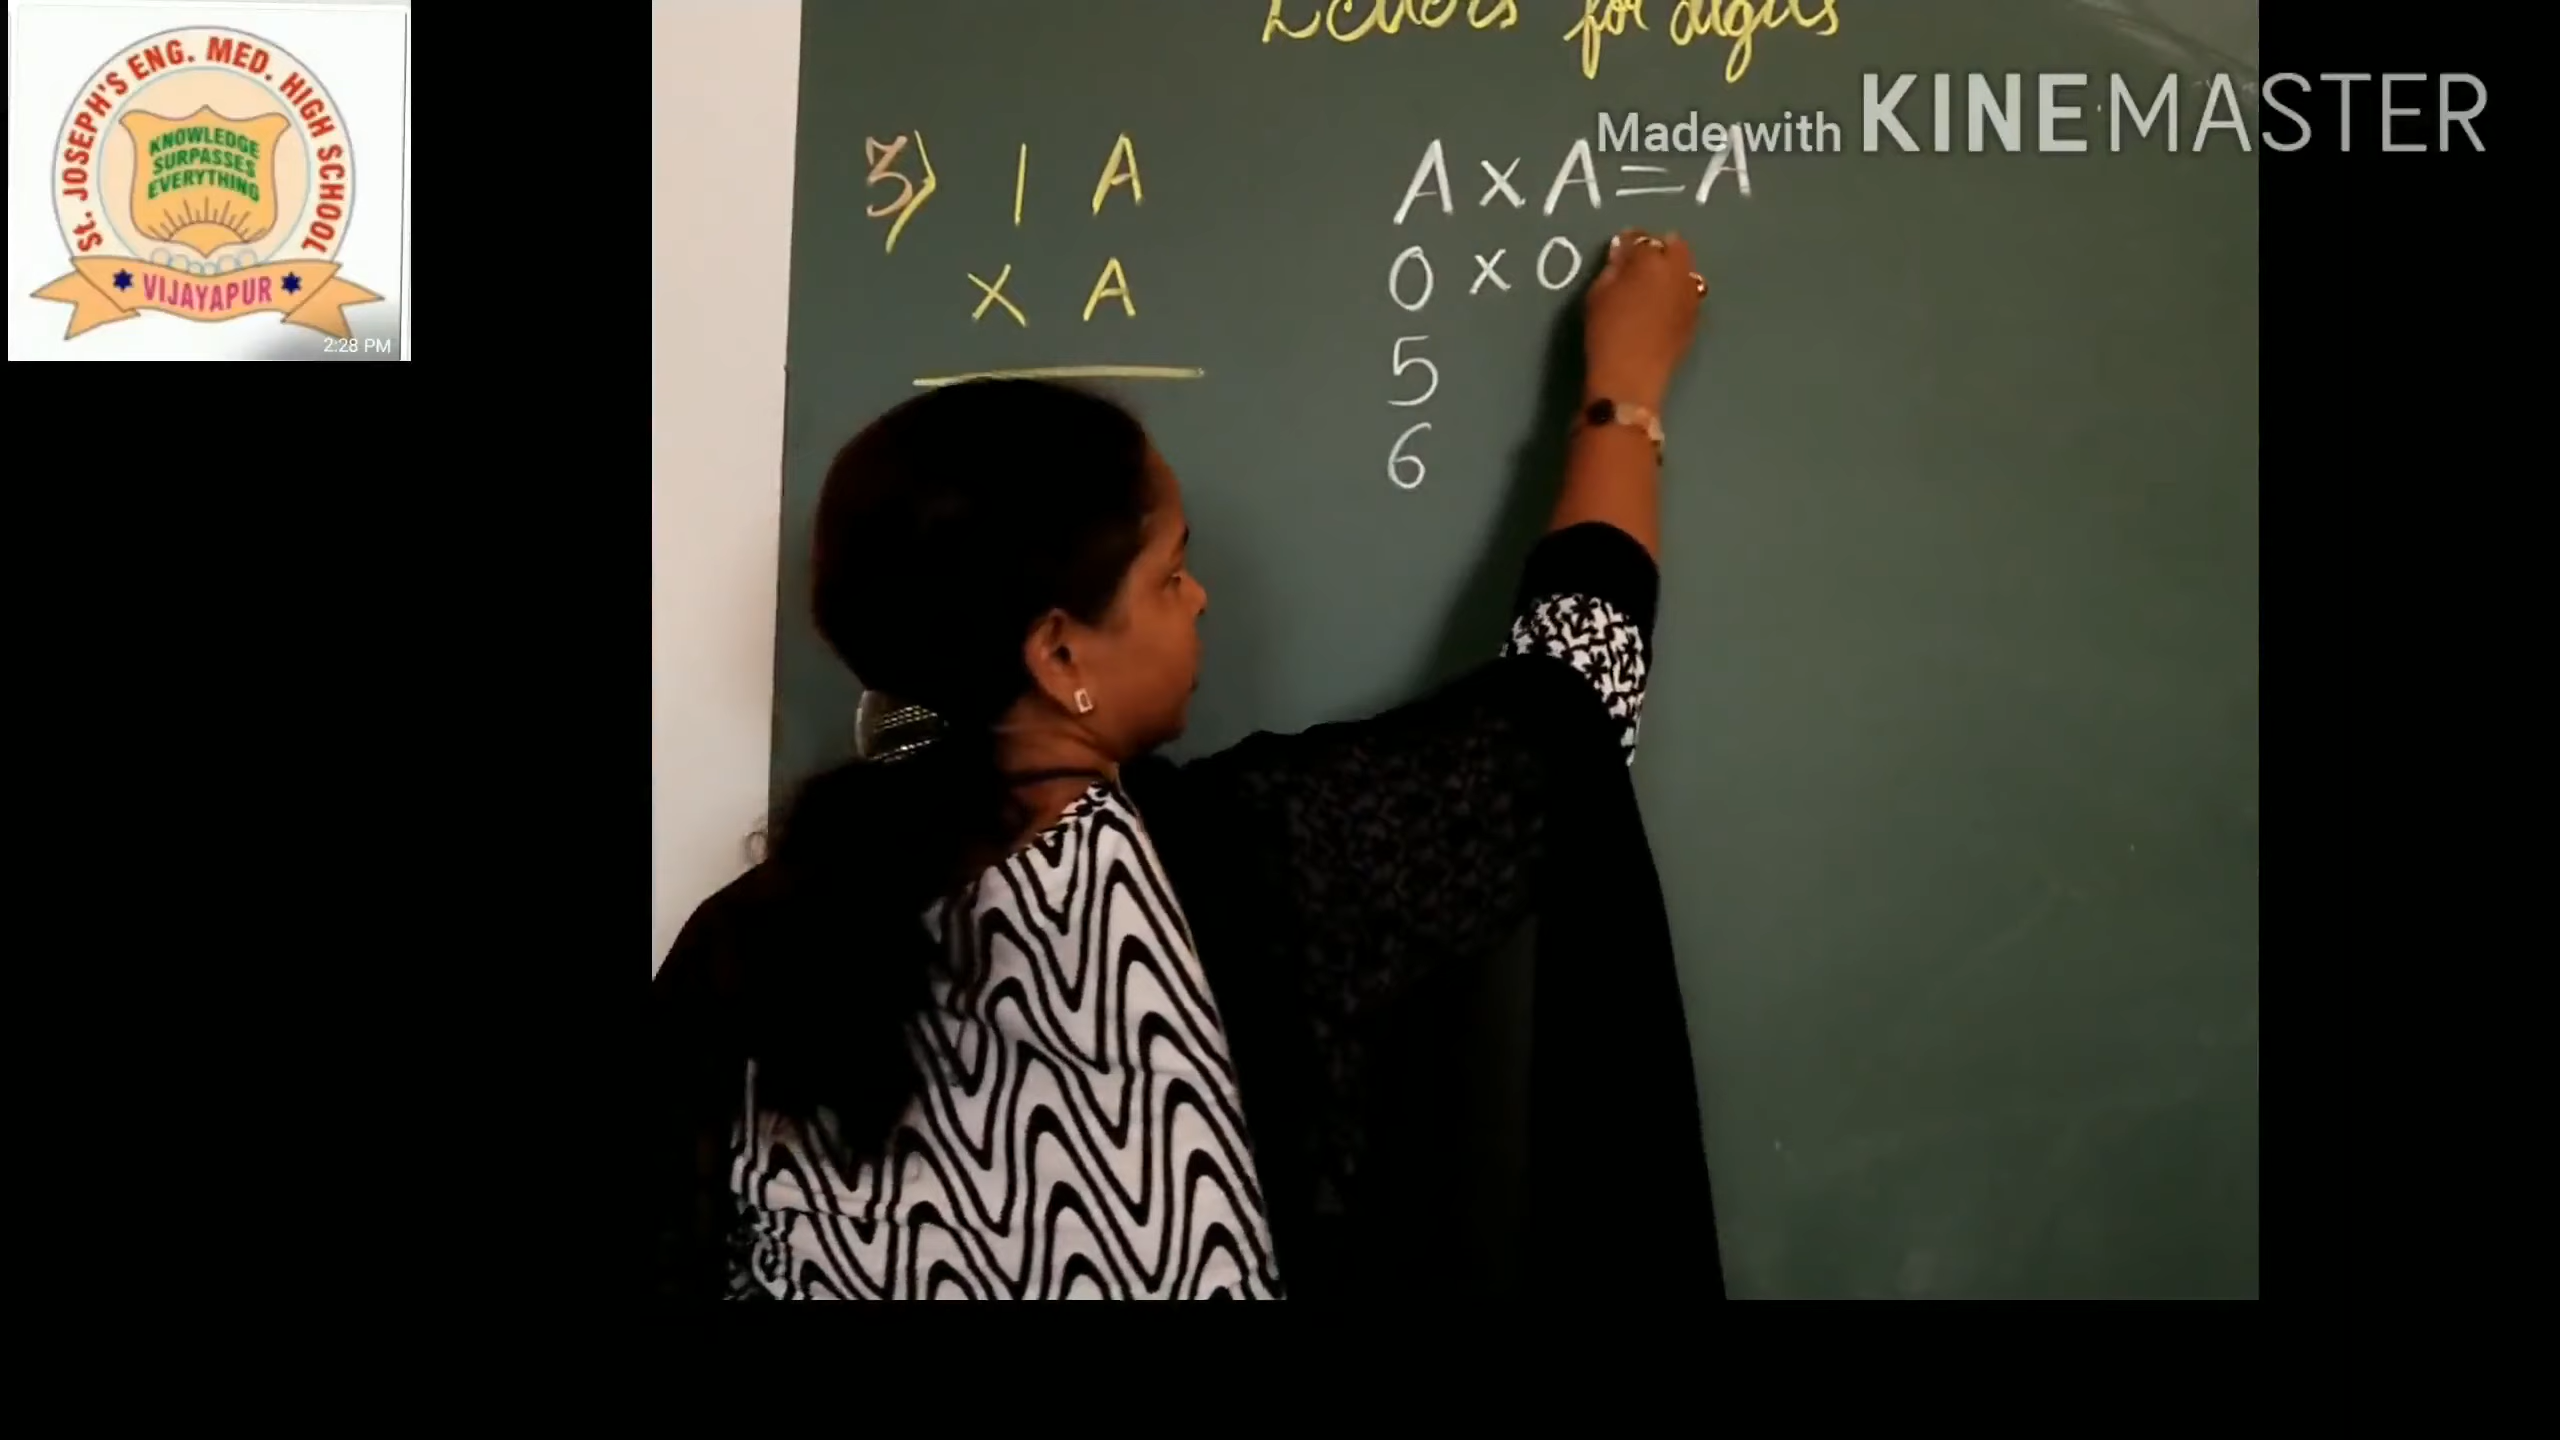 St. JOSEPH'S ENG. MED. HIGH SCHOOL
KNOWLEDGE
SURPASSES
EVERYTHING
VIJAYAPUR
2:28 PM
Letters for digits
Made with KINEMASTER
3) 1 A
× A
A × A = A
0 × 0
5
6